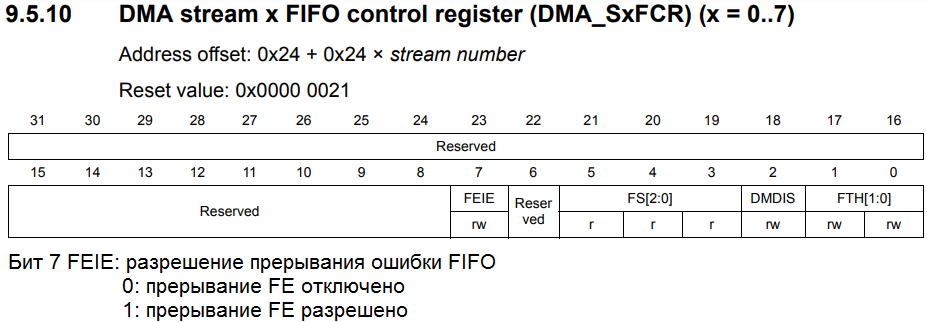 9.5.10 DMA stream x FIFO control register (DMA_SxFCR) (x = 0..7)
Address offset: 0x24 + 0x24 × stream number
Reset value: 0x0000 0021
31 30 29 28 27 26 25 24 23 22 21 20 19 18 17 16
Reserved
15 14 13 12 11 10 9 8 7 6 5 4 3 2 1 0
Reserved FEIE Reser ved FS[2:0] DMDIS FTH[1:0]
rw r r r rw rw rw
Бит 7 FEIE: разрешение прерывания ошибки FIFO
0: прерывание FE отключено
1: прерывание FE разрешено